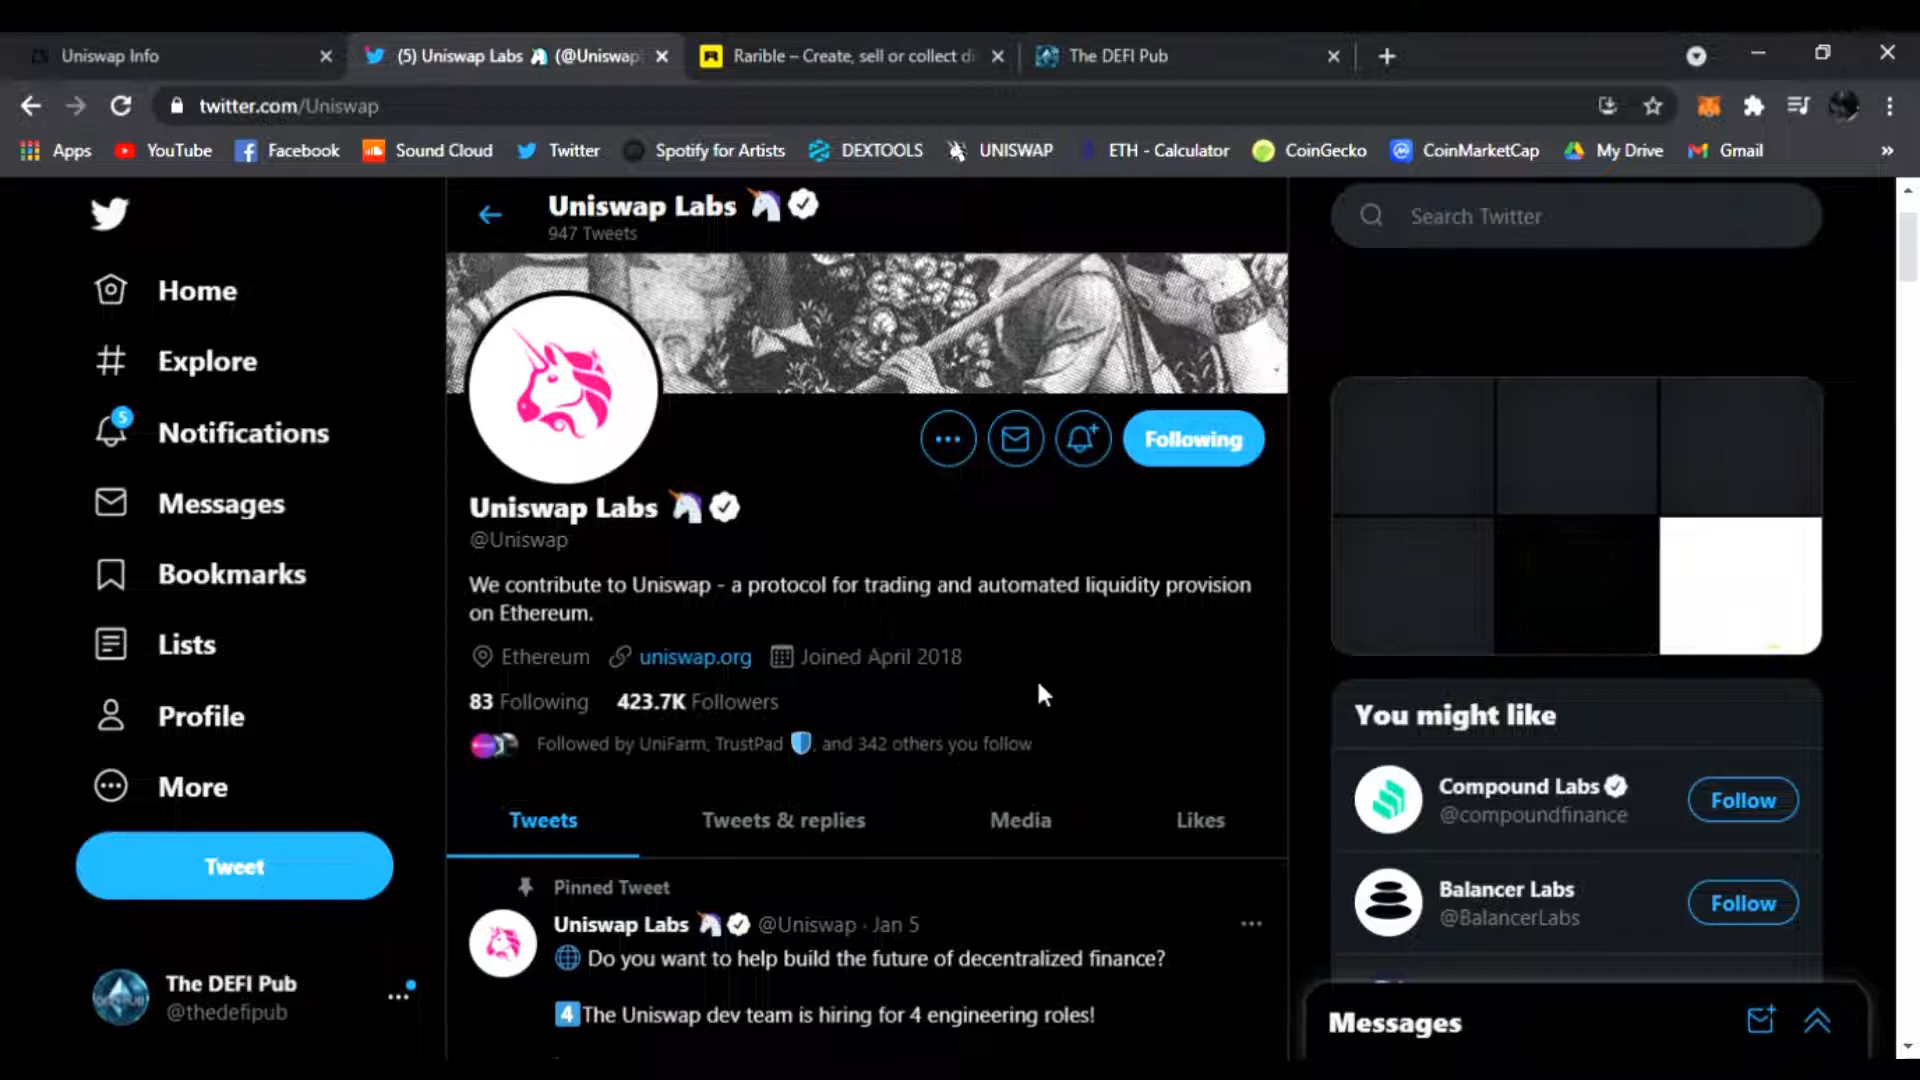 Uniswap Info
(5) Uniswap Labs 🦄 (@Uniswap
Rarible – Create, sell or collect di
The DEFI Pub
twitter.com/Uniswap
Apps
YouTube
Facebook
Sound Cloud
Twitter
Spotify for Artists
DEXTOOLS
UNISWAP
ETH - Calculator
CoinGecko
CoinMarketCap
My Drive
Gmail
»
Uniswap Labs 🦄
947 Tweets
Search Twitter
Home
Explore
5
Notifications
Messages
Bookmarks
Lists
Profile
More
Tweet
The DEFI Pub
@thedefipub
Following
Uniswap Labs 🦄
@Uniswap
We contribute to Uniswap - a protocol for trading and automated liquidity provision
on Ethereum.
Ethereum uniswap.org Joined April 2018
83 Following 423.7K Followers
Followed by UniFarm, TrustPad 🛡, and 342 others you follow
Tweets
Tweets & replies
Media
Likes
Pinned Tweet
Uniswap Labs 🦄 @Uniswap · Jan 5
🌐 Do you want to help build the future of decentralized finance?
4️⃣ The Uniswap dev team is hiring for 4 engineering roles!
You might like
Compound Labs
@compoundfinance
Follow
Balancer Labs
@BalancerLabs
Follow
Messages